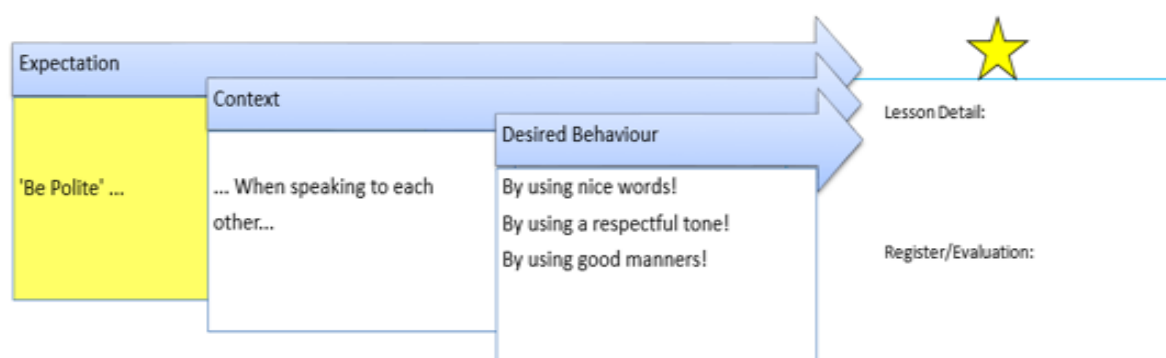 Expectation
Context
Desired Behaviour
'Be Polite' ...
... When speaking to each
other...
By using nice words!
By using a respectful tone!
By using good manners!
Lesson Detail:
Register/Evaluation: